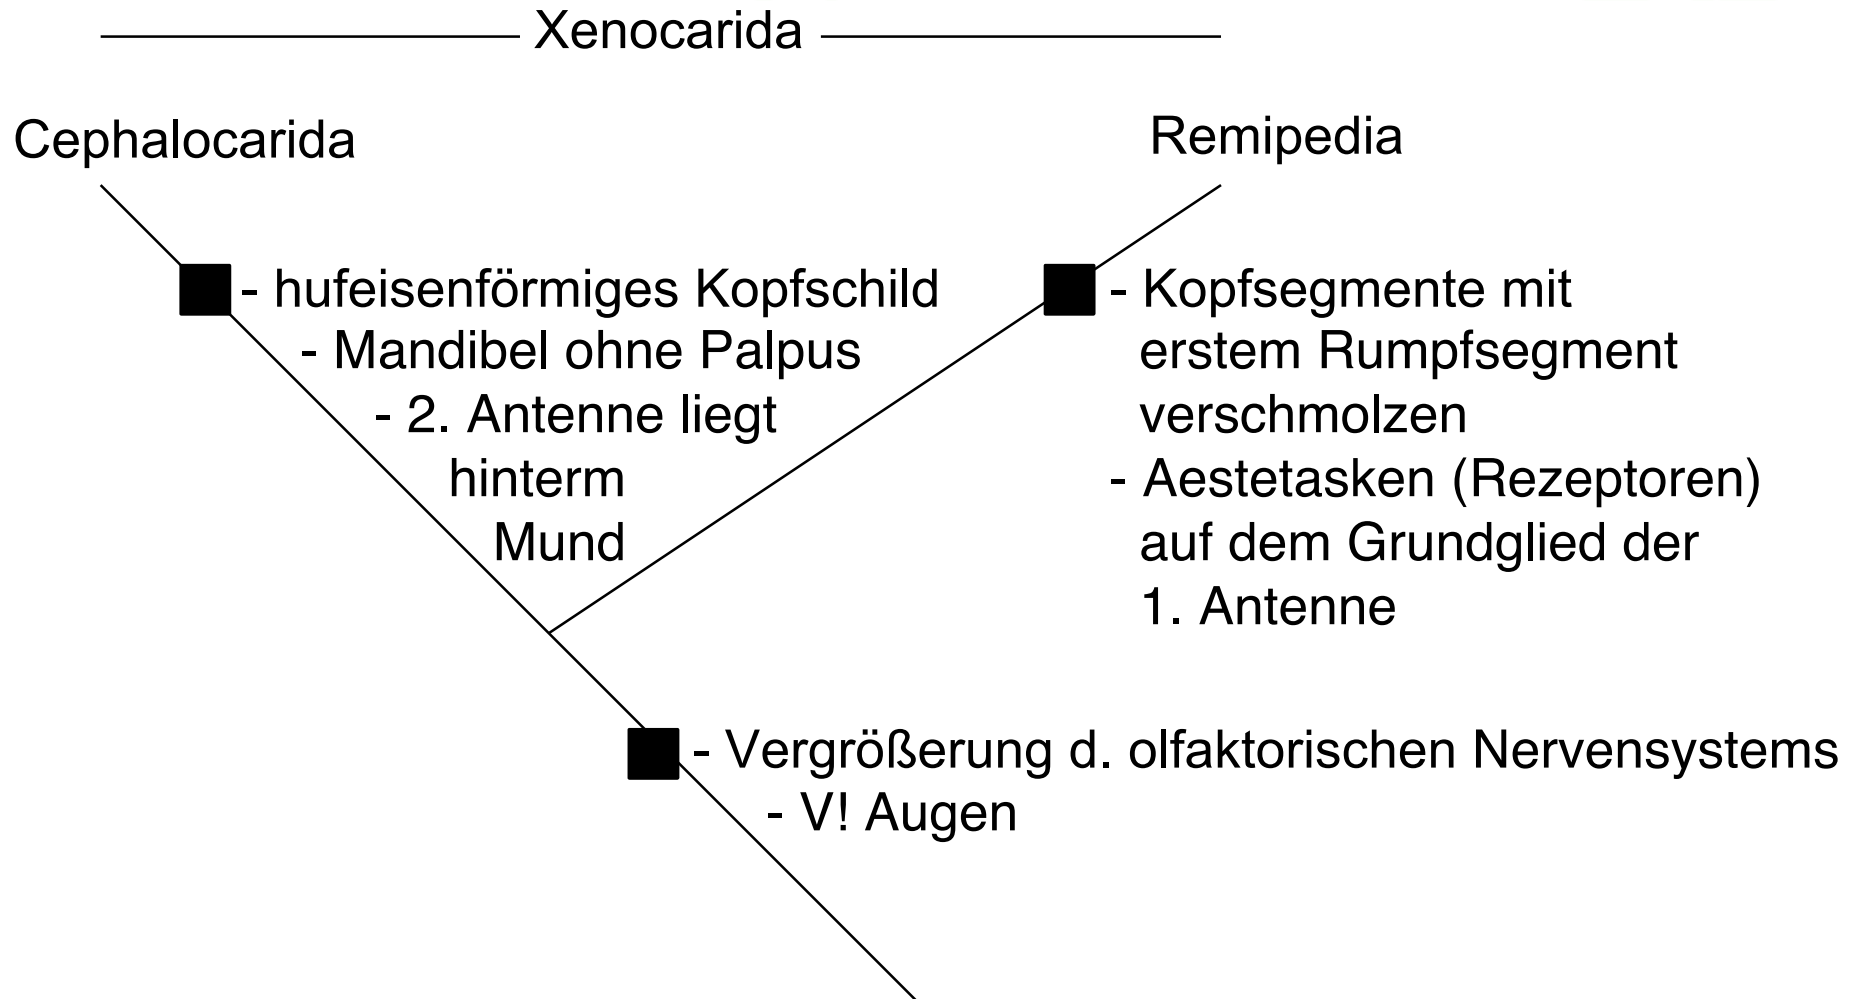 Xenocarida
Cephalocarida
Remipedia
- hufeisenförmiges Kopfschild
- Mandibel ohne Palpus
- 2. Antenne liegt
hinterm
Mund
- Kopfsegmente mit
erstem Rumpfsegment
verschmolzen
- Aestetasken (Rezeptoren)
auf dem Grundglied der
1. Antenne
- Vergrößerung d. olfaktorischen Nervensystems
- V! Augen